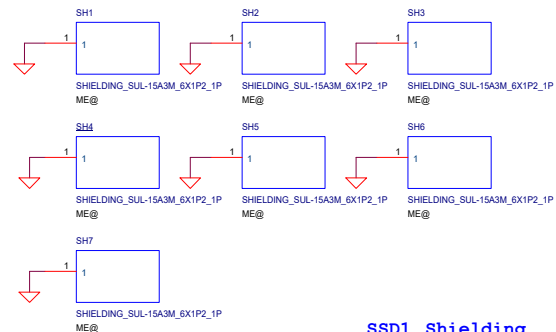 SH1 SH2 SH3
1 1 1 1 1 1
SHIELDING_SUL-15A3M_6X1P2_1P SHIELDING_SUL-15A3M_6X1P2_1P SHIELDING_SUL-15A3M_6X1P2_1P
ME@ ME@ ME@
SH4 SH5 SH6
1 1 1 1 1 1
SHIELDING_SUL-15A3M_6X1P2_1P SHIELDING_SUL-15A3M_6X1P2_1P SHIELDING_SUL-15A3M_6X1P2_1P
ME@ ME@ ME@
SH7
1 1
SHIELDING_SUL-15A3M_6X1P2_1P
ME@
SSD1 Shielding